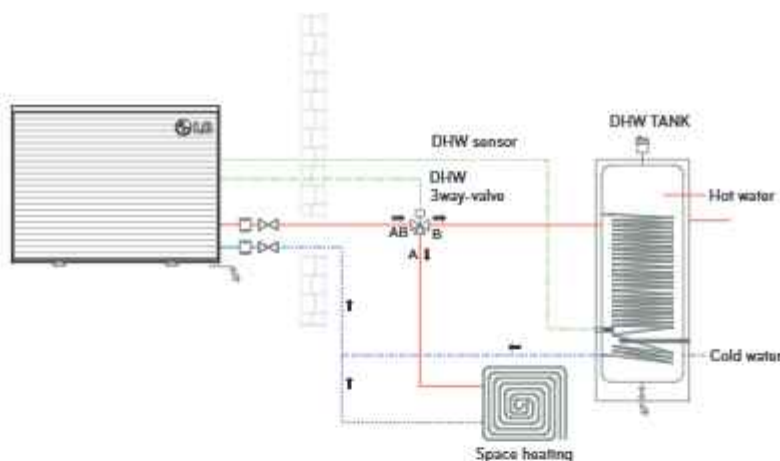 LG
DHW TANK
DHW sensor
DHW
3way-valve
Hot water
AB
B
A
Cold water
Space heating